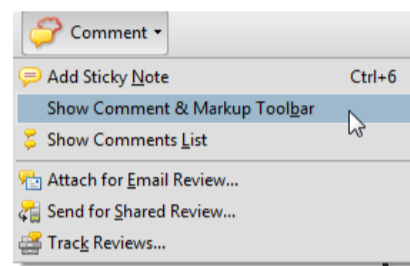 Comment
Add Sticky Note Ctrl+6
Show Comment & Markup Toolbar
Show Comments List
Attach for Email Review...
Send for Shared Review...
Track Reviews...